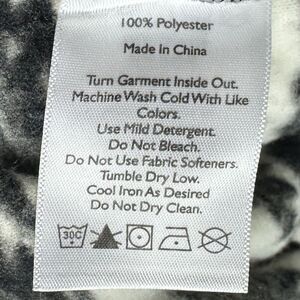 100% Polyester
Made in China
Turn Garment Inside Out.
Machine Wash Cold With Like
Colors.
Use Mild Detergent.
Do Not Bleach.
Do Not Use Fabric Softeners.
Tumble Dry Low.
Cool Iron As Desired
Do Not Dry Clean.
30C